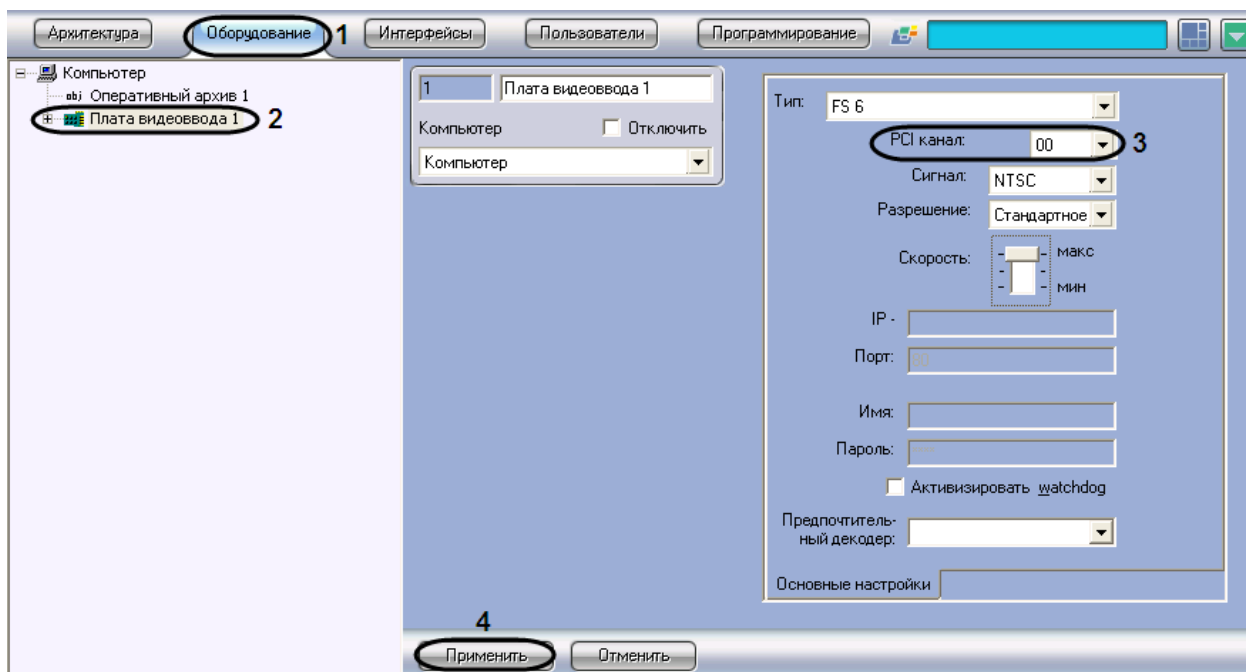 Архитектура Оборудование 1 Интерфейсы Пользователи Программирование
Компьютер
obj Оперативный архив 1
Плата видеоввода 1 2
1 Плата видеоввода 1
Компьютер Отключить
Компьютер
Тип: FS 6
PCI канал: 00 3
Сигнал: NTSC
Разрешение: Стандартное
Скорость: макс
мин
IP -
Порт: 80
Имя:
Пароль:
Активизировать watchdog
Предпочтитель-
ный декодер:
Основные настройки
4
Применить Отменить